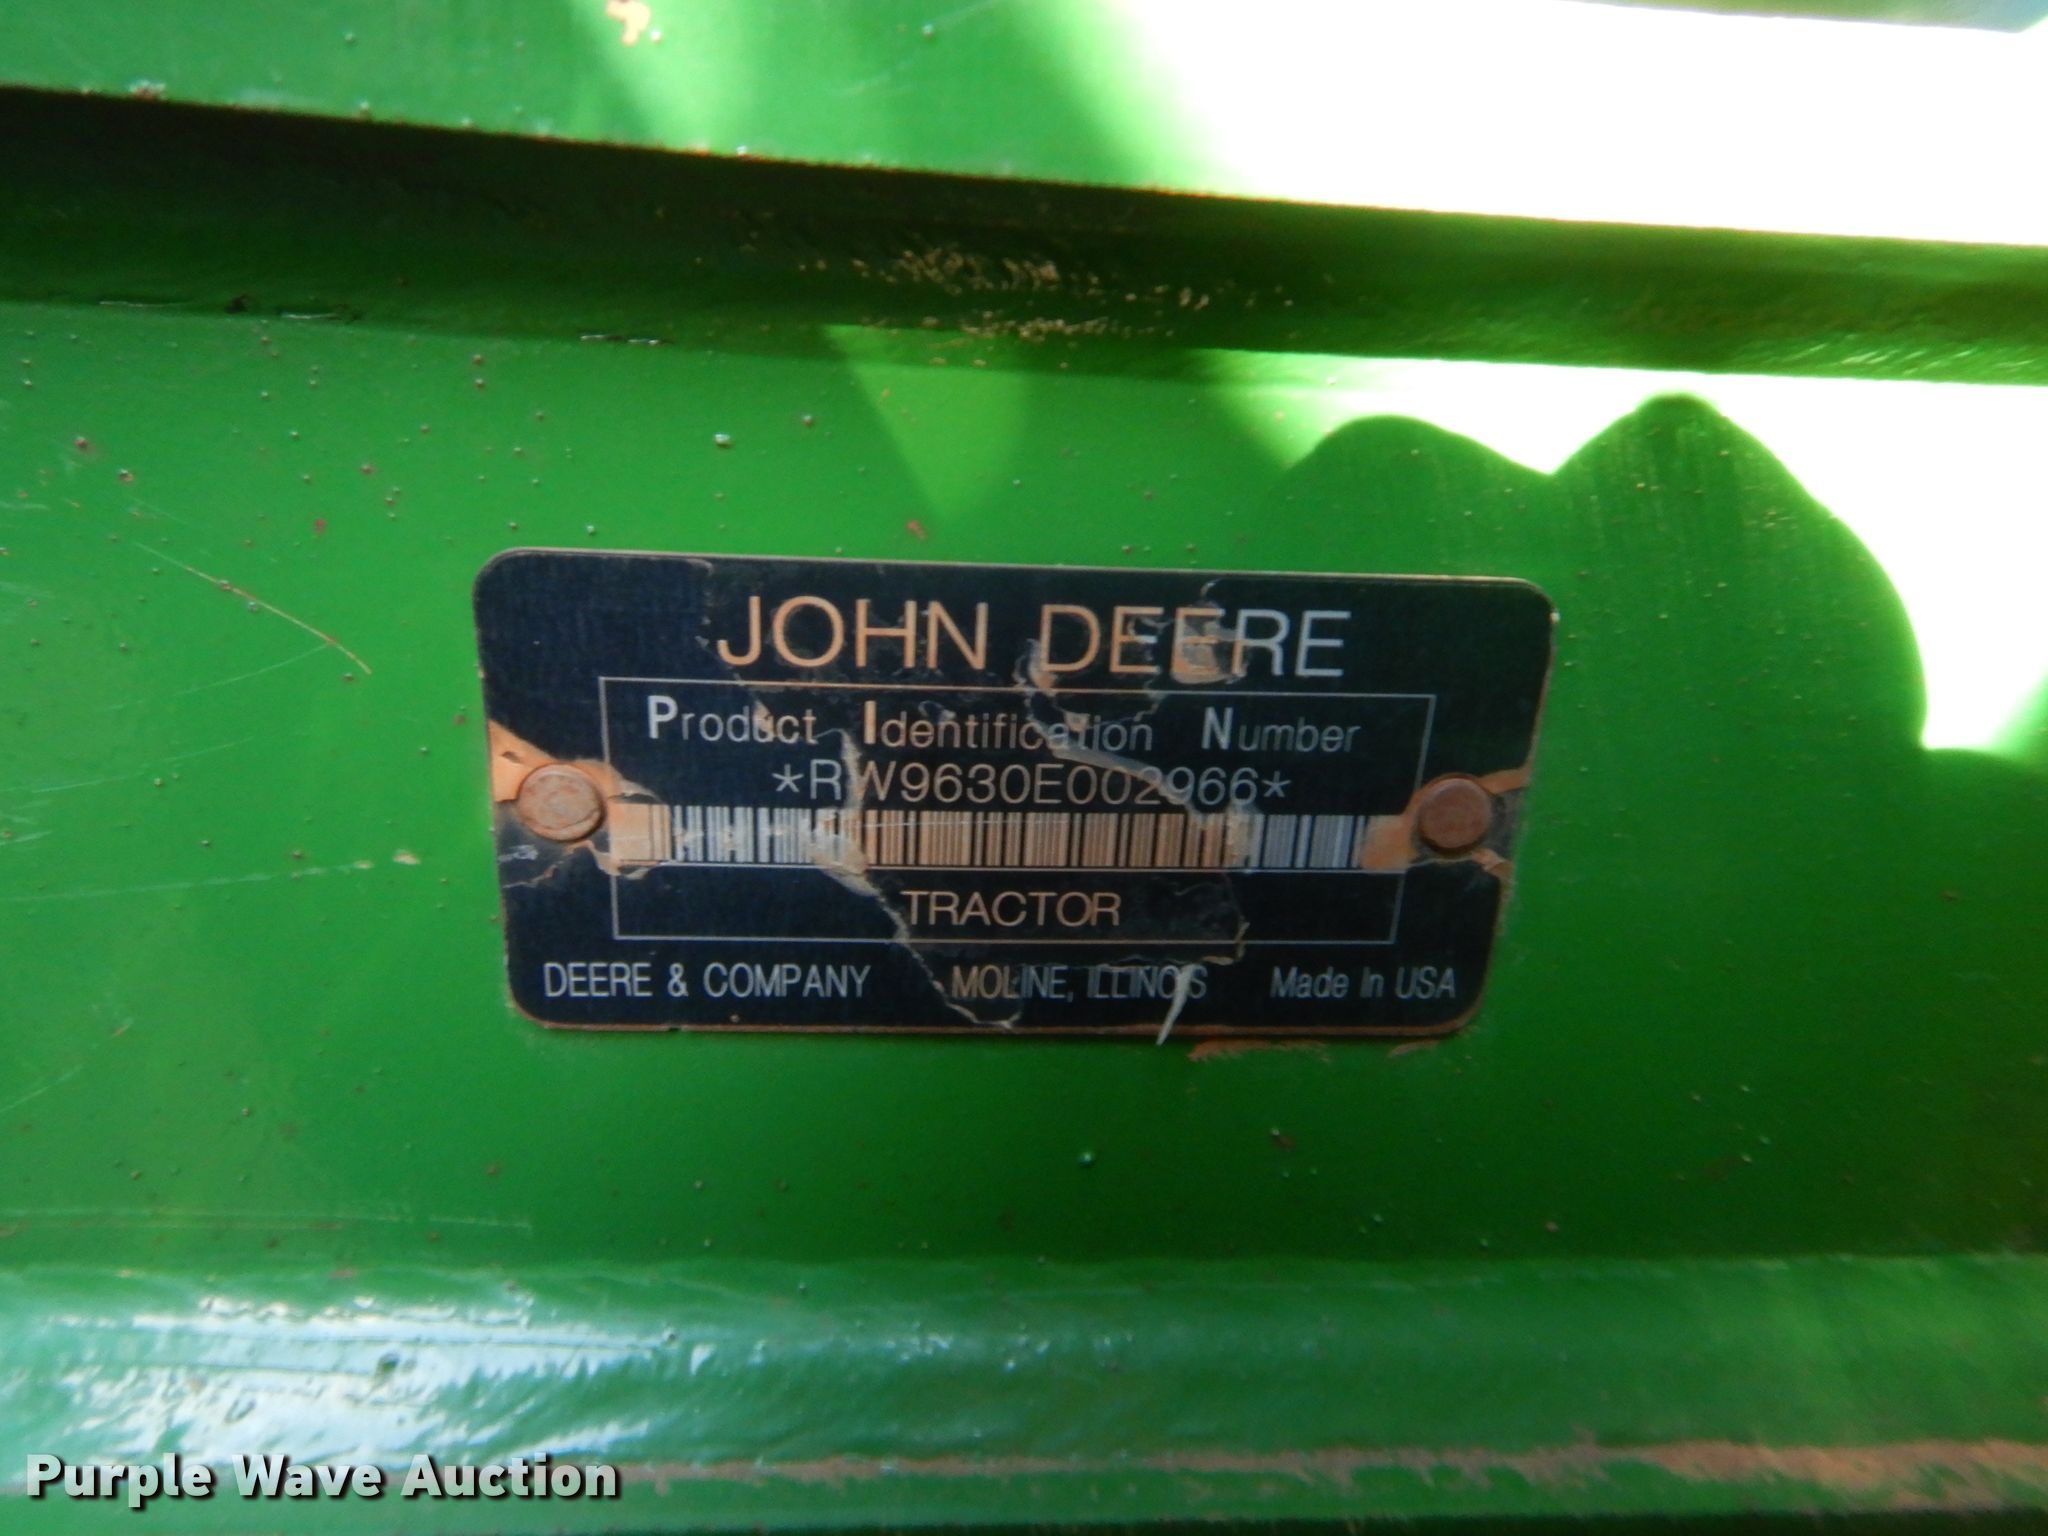 JOHN DEERE
Product Identification Number
*RW9630E002966*
TRACTOR
DEERE & COMPANY MOLINE, ILLINOIS Made In USA
Purple Wave Auction